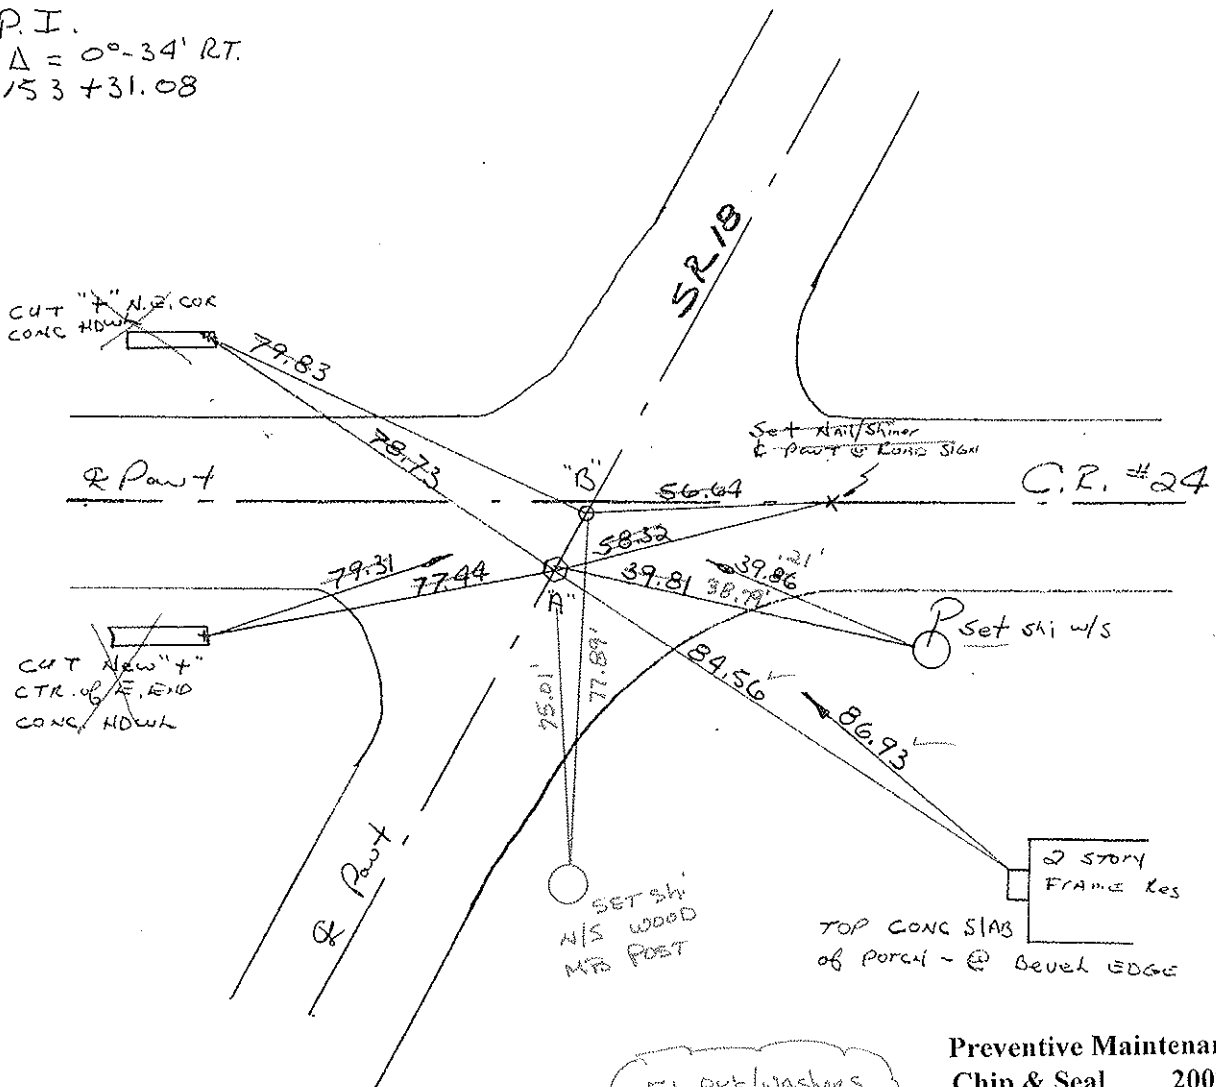 P.I.
Δ = 0°-34' RT.
153+31.08
SR 18
CUT "+" N.E. COR
CONC HDWL
79.83
78.73
Set Nail/Shiner
℄ Pav't @ ROAD SIGN
℄ Pav't
"B"
56.64
C.R. #24
58.32
79.31
77.44
39.81
39.86
21'
38.79'
"A"
P
Set shi w/s
CUT New "+"
CTR. of E. END
CONC. HDWL
84.56
75.01'
77.89'
86.93
℄ Pav't
2 STORY
FRAME Res
SET Shi
N/S WOOD
MB POST
TOP CONC SLAB
of PORCH ~ @ Bevel EDGE
Preventive Maintenan
Chip & Seal 200
out/washers